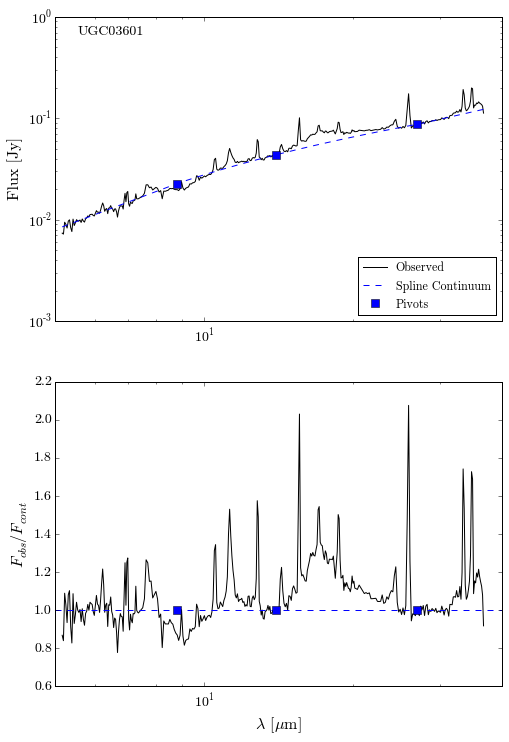 10^0
UGC03601
10^-1
Flux [Jy]
10^-2
Observed
Spline Continuum
Pivots
10^-3
10^1
2.2
2.0
1.8
1.6
F_obs/F_cont
1.4
1.2
1.0
0.8
0.6
10^1
λ [μm]